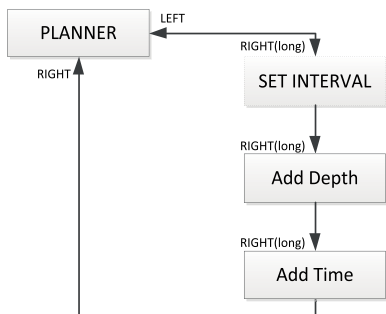 LEFT
PLANNER
RIGHT(long)
RIGHT
SET INTERVAL
RIGHT(long)
Add Depth
RIGHT(long)
Add Time